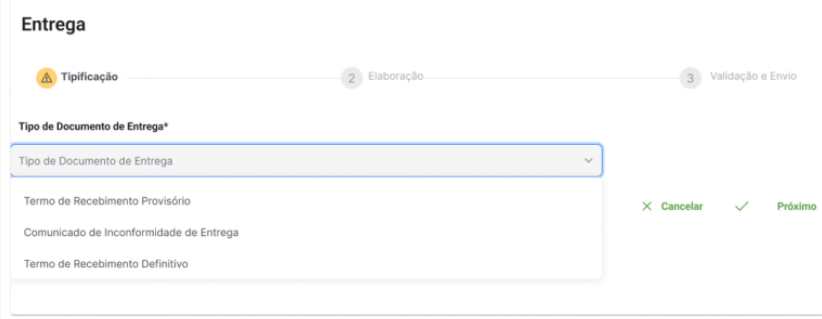 Entrega
Tipificação
2 Elaboração
3 Validação e Envio
Tipo de Documento de Entrega*
Tipo de Documento de Entrega
Termo de Recebimento Provisório
Comunicado de Inconformidade de Entrega
Termo de Recebimento Definitivo
Cancelar Próximo